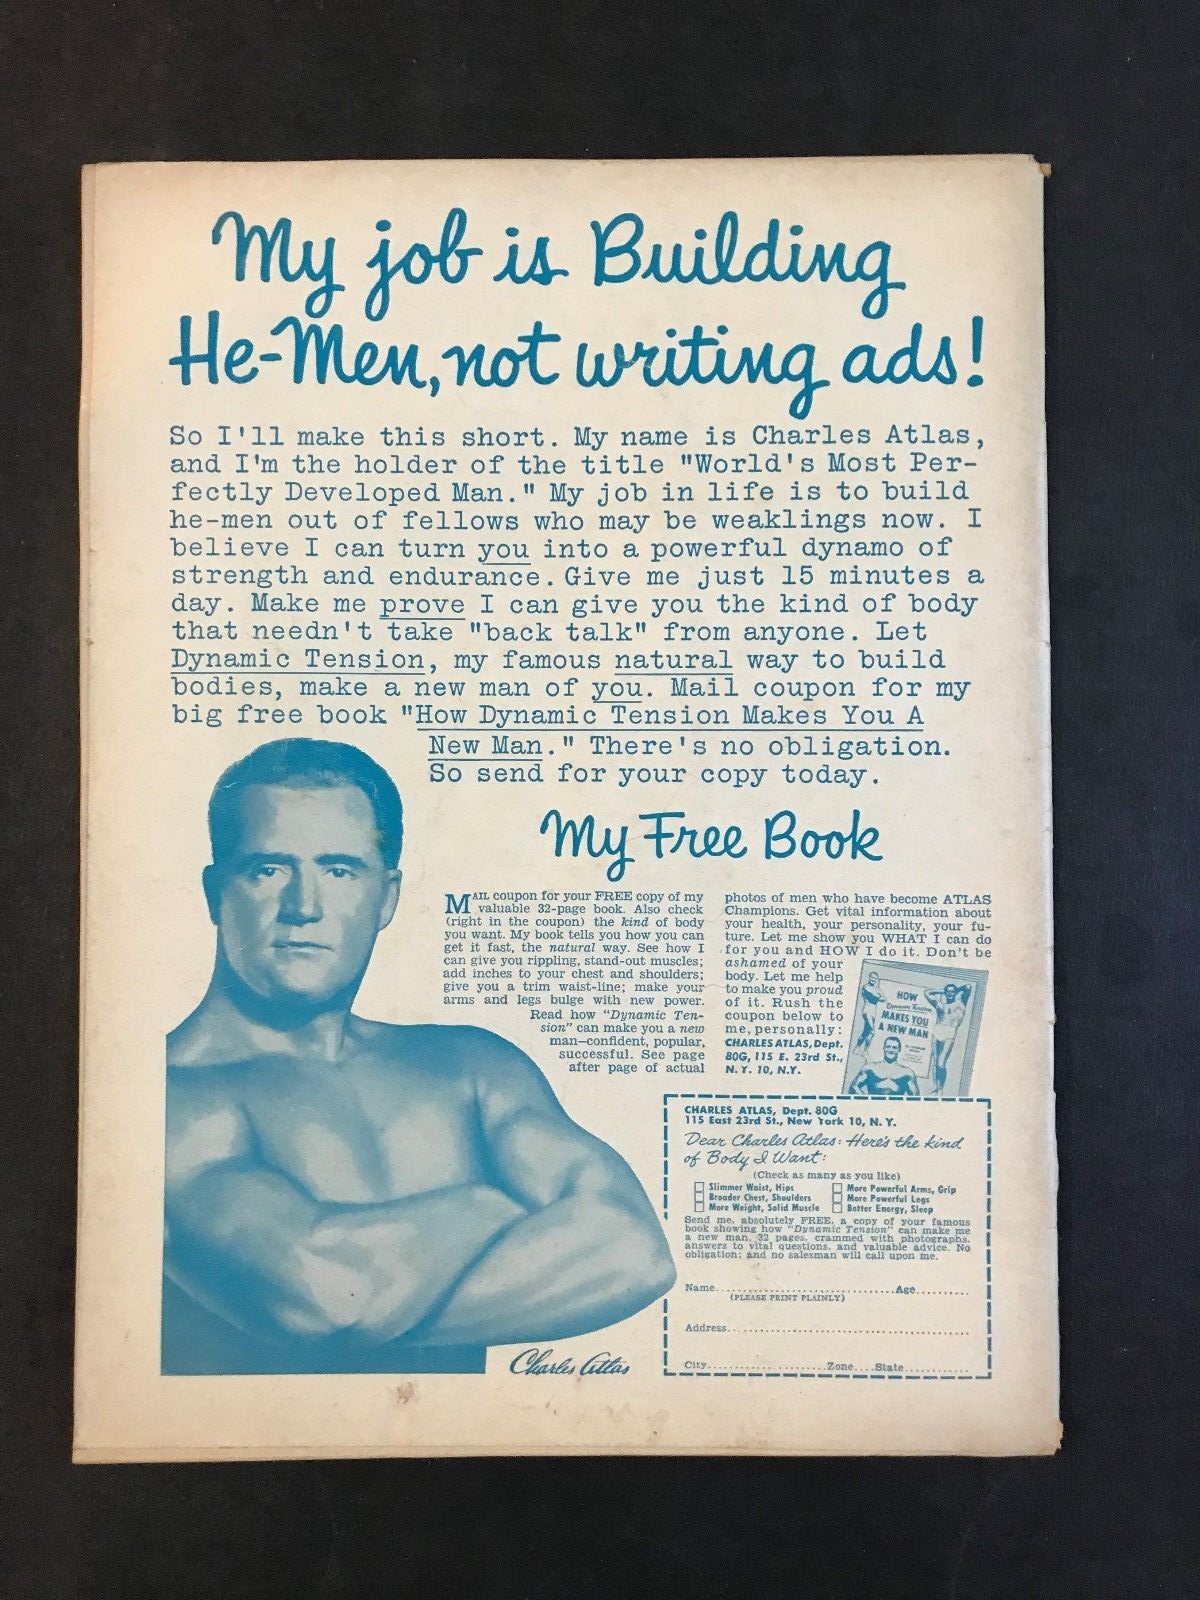 My job is Building
He-Men, not writing ads!
So I'll make this short. My name is Charles Atlas,
and I'm the holder of the title "World's Most Per-
fectly Developed Man." My job in life is to build
he-men out of fellows who may be weaklings now. I
believe I can turn you into a powerful dynamo of
strength and endurance. Give me just 15 minutes a
day. Make me prove I can give you the kind of body
that needn't take "back talk" from anyone. Let
Dynamic Tension, my famous natural way to build
bodies, make a new man of you. Mail coupon for my
big free book "How Dynamic Tension Makes You A
New Man." There's no obligation.
So send for your copy today.
My Free Book
MAIL coupon for your FREE copy of my
valuable 32-page book. Also check
(right in the coupon) the kind of body
you want. My book tells you how you can
get it fast, the natural way. See how I
can give you rippling, stand-out muscles;
add inches to your chest and shoulders;
give you a trim waist-line; make your
arms and legs bulge with new power.
Read how "Dynamic Ten-
sion" can make you a new
man—confident, popular,
successful. See page
after page of actual
photos of men who have become ATLAS
Champions. Get vital information about
your health, your personality, your fu-
ture. Let me show you WHAT I can do
for you and HOW I do it. Don't be
ashamed of your
body. Let me help
to make you proud
of it. Rush the
coupon below to
me, personally:
CHARLES ATLAS, Dept.
80G, 115 E. 23rd St.,
N. Y. 10, N.Y.
HOW
Dynamic Tension
MAKES YOU
A NEW MAN
CHARLES ATLAS, Dept. 80G
115 East 23rd St., New York 10, N. Y.
Dear Charles Atlas: Here's the kind
of Body I Want:
(Check as many as you like)
Slimmer Waist, Hips
Broader Chest, Shoulders
More Weight, Solid Muscle
More Powerful Arms, Grip
More Powerful Legs
Better Energy, Sleep
Send me, absolutely FREE, a copy of your famous
book showing how "Dynamic Tension" can make me
a new man. 32 pages, crammed with photographs,
answers to vital questions, and valuable advice. No
obligation; and no salesman will call upon me.
Name..............................Age..........
(PLEASE PRINT PLAINLY)
Address........................................
City....................Zone....State...........
Charles Atlas